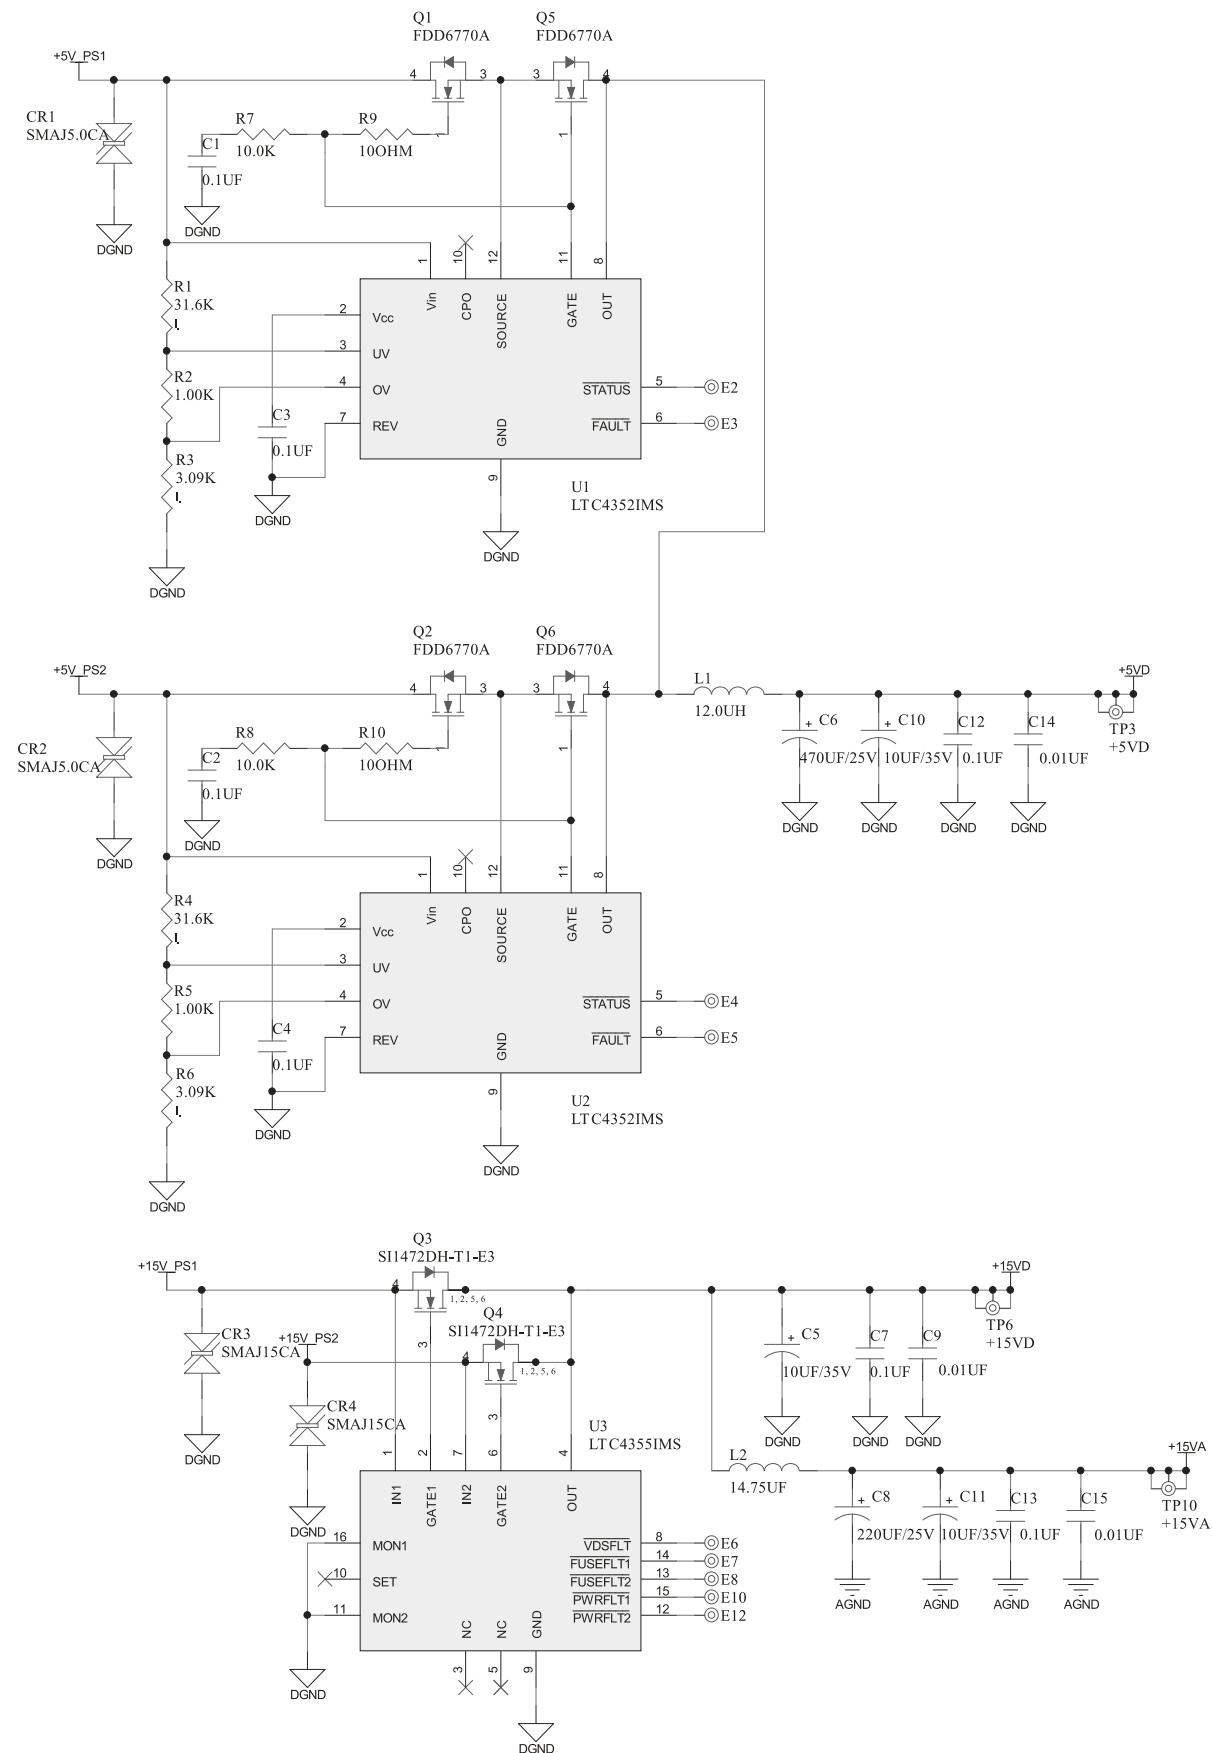 Q1
FDD6770A
Q5
FDD6770A
+5V_PS1
4
3
3
4
CR1
SMAJ5.0CA
C1
0.1UF
R7
10.0K
R9
10OHM
1
1
DGND
DGND
1
10
12
11
8
R1
31.6K
Vin
CPO
SOURCE
GATE
OUT
2
Vcc
3
UV
R2
1.00K
4
OV
STATUS
5
E2
C3
0.1UF
7
REV
GND
FAULT
6
E3
R3
3.09K
9
U1
LTC4352IMS
DGND
DGND
DGND
Q2
FDD6770A
Q6
FDD6770A
+5V_PS2
4
3
3
4
L1
12.0UH
+5VD
TP3
+5VD
CR2
SMAJ5.0CA
C2
0.1UF
R8
10.0K
R10
10OHM
1
1
+
C6
470UF/25V
+
C10
10UF/35V
C12
0.1UF
C14
0.01UF
DGND
DGND
DGND
DGND
DGND
DGND
1
10
12
11
8
R4
31.6K
Vin
CPO
SOURCE
GATE
OUT
2
Vcc
3
UV
R5
1.00K
4
OV
STATUS
5
E4
C4
0.1UF
7
REV
GND
FAULT
6
E5
R6
3.09K
9
U2
LTC4352IMS
DGND
DGND
DGND
Q3
SI1472DH-T1-E3
+15V_PS1
4
1, 2, 5, 6
3
+15VD
TP6
+15VD
Q4
SI1472DH-T1-E3
CR3
SMAJ15CA
+15V_PS2
4
1, 2, 5, 6
3
+
C5
10UF/35V
C7
0.1UF
C9
0.01UF
CR4
SMAJ15CA
U3
LTC4355IMS
DGND
DGND
DGND
DGND
1
2
7
6
4
L2
14.75UF
+15VA
TP10
+15VA
IN1
GATE1
IN2
GATE2
OUT
+
C8
220UF/25V
+
C11
10UF/35V
C13
0.1UF
C15
0.01UF
DGND
16
MON1
VDSFLT
8
E6
FUSEFLT1
14
E7
10
SET
FUSEFLT2
13
E8
PWRFLT1
15
E10
11
MON2
PWRFLT2
12
E12
AGND
AGND
AGND
AGND
NC
NC
GND
3
5
9
DGND
DGND